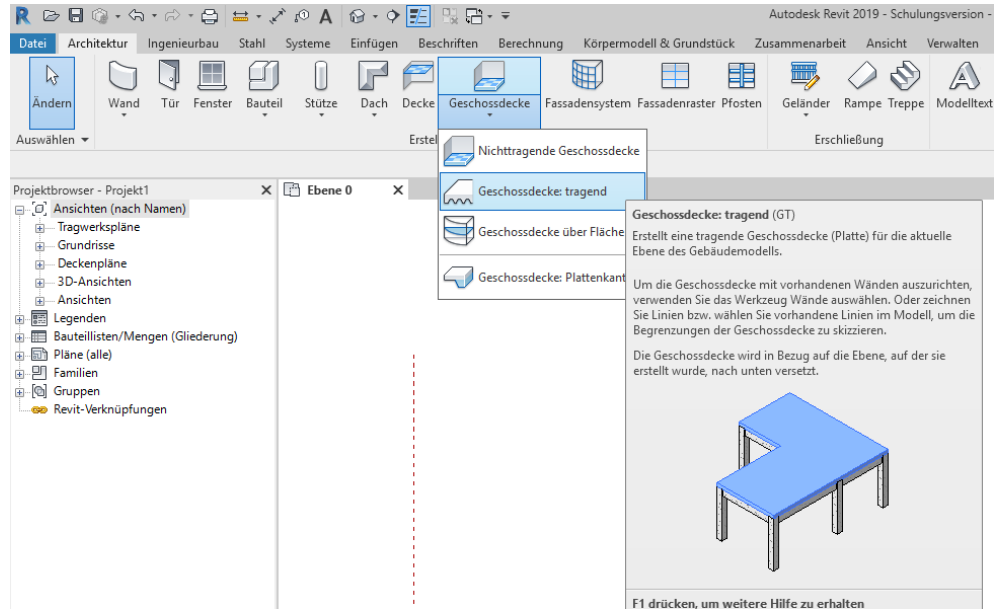 Autodesk Revit 2019 - Schulungsversion -
Datei Architektur Ingenieurbau Stahl Systeme Einfügen Beschriften Berechnung Körpermodell & Grundstück Zusammenarbeit Ansicht Verwalten
Ändern Wand Tür Fenster Bauteil Stütze Dach Decke Geschossdecke Fassadensystem Fassadenraster Pfosten Geländer Rampe Treppe Modelltext
Auswählen Erstel Erschließung
Projektbrowser - Projekt1
Ansichten (nach Namen)
Tragwerkspläne
Grundrisse
Deckenpläne
3D-Ansichten
Ansichten
Legenden
Bauteillisten/Mengen (Gliederung)
Pläne (alle)
Familien
Gruppen
Revit-Verknüpfungen
Ebene 0
Nichttragende Geschossdecke
Geschossdecke: tragend
Geschossdecke über Fläche
Geschossdecke: Plattenkant
Geschossdecke: tragend (GT)
Erstellt eine tragende Geschossdecke (Platte) für die aktuelle
Ebene des Gebäudemodells.
Um die Geschossdecke mit vorhandenen Wänden auszurichten,
verwenden Sie das Werkzeug Wände auswählen. Oder zeichnen
Sie Linien bzw. wählen Sie vorhandene Linien im Modell, um die
Begrenzungen der Geschossdecke zu skizzieren.
Die Geschossdecke wird in Bezug auf die Ebene, auf der sie
erstellt wurde, nach unten versetzt.
F1 drücken, um weitere Hilfe zu erhalten